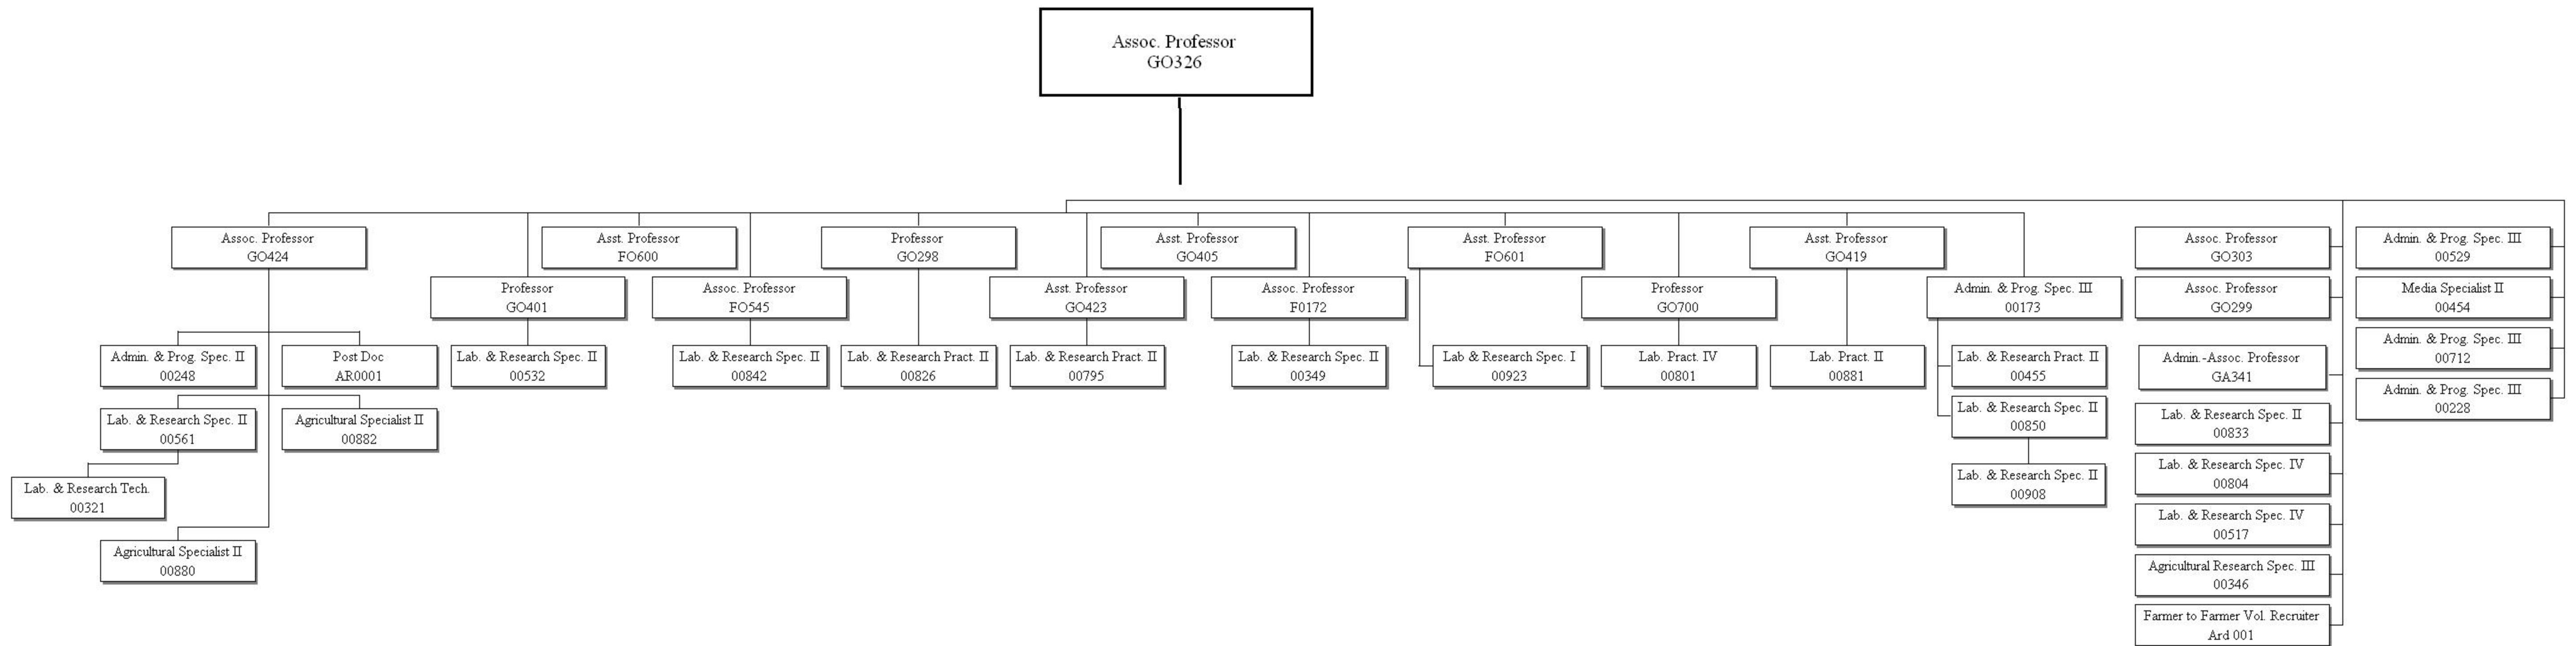 Assoc. Professor
GO326
Assoc. Professor
GO424
Asst. Professor
FO600
Professor
GO298
Asst. Professor
GO405
Asst. Professor
FO601
Asst. Professor
GO419
Assoc. Professor
GO303
Admin. & Prog. Spec. III
00529
Professor
GO401
Assoc. Professor
FO545
Asst. Professor
GO423
Assoc. Professor
F0172
Professor
GO700
Admin. & Prog. Spec. III
00173
Assoc. Professor
GO299
Media Specialist II
00454
Admin. & Prog. Spec. III
00712
Admin. & Prog. Spec. II
00248
Post Doc
AR0001
Lab. & Research Spec. II
00532
Lab. & Research Spec. II
00842
Lab. & Research Pract. II
00826
Lab. & Research Pract. II
00795
Lab. & Research Spec. II
00349
Lab & Research Spec. I
00923
Lab. Pract. IV
00801
Lab. Pract. II
00881
Lab. & Research Pract. II
00455
Admin.-Assoc. Professor
GA341
Admin. & Prog. Spec. III
00228
Lab. & Research Spec. II
00561
Agricultural Specialist II
00882
Lab. & Research Spec. II
00850
Lab. & Research Spec. II
00833
Lab. & Research Tech.
00321
Lab. & Research Spec. II
00908
Lab. & Research Spec. IV
00804
Lab. & Research Spec. IV
00517
Agricultural Specialist II
00880
Agricultural Research Spec. III
00346
Farmer to Farmer Vol. Recruiter
Ard 001